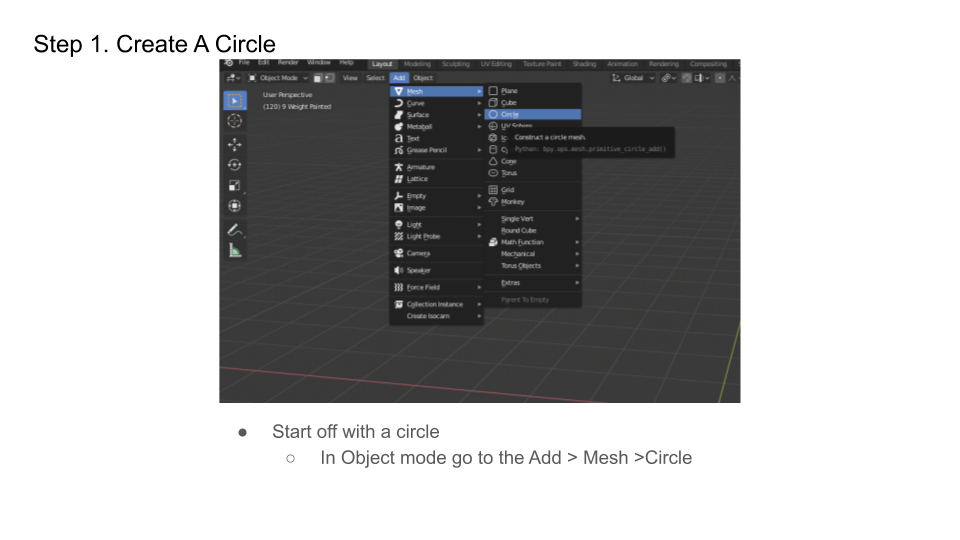 Step 1. Create A Circle
File Edit Render Window Help Layout Modeling Sculpting UV Editing Texture Paint Shading Animation Rendering Compositing
Object Mode View Select Add Object Global
User Perspective
(120) 9 Weight Painted
Mesh
Curve
Surface
Metaball
Text
Grease Pencil
Armature
Lattice
Empty
Image
Light
Light Probe
Camera
Speaker
Force Field
Collection Instance
Create Isocam
Plane
Cube
Circle
UV Sphere
Construct a circle mesh.
Python: bpy.ops.mesh.primitive_circle_add()
Cone
Torus
Grid
Monkey
Single Vert
Round Cube
Math Function
Mechanical
Torus Objects
Extras
Parent To Empty
● Start off with a circle
○ In Object mode go to the Add > Mesh >Circle